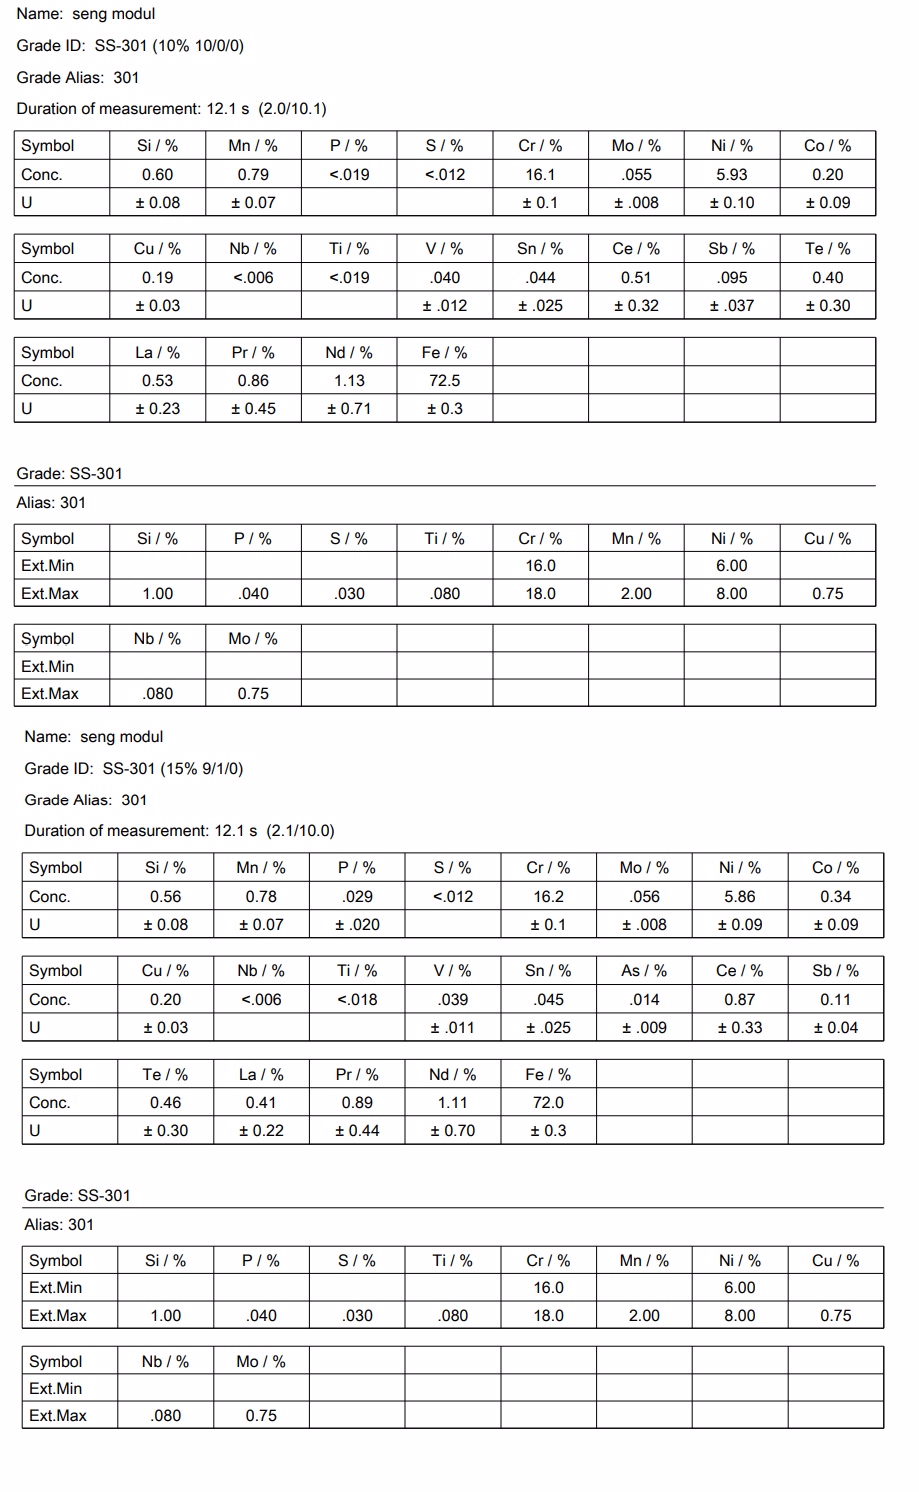 Name: seng modul
Grade ID: SS-301 (10% 10/0/0)
Grade Alias: 301
Duration of measurement: 12.1 s (2.0/10.1)
Symbol Si / % Mn / % P / % S / % Cr / % Mo / % Ni / % Co / %
Conc. 0.60 0.79 <.019 <.012 16.1 .055 5.93 0.20
U ± 0.08 ± 0.07 ± 0.1 ± .008 ± 0.10 ± 0.09
Symbol Cu / % Nb / % Ti / % V / % Sn / % Ce / % Sb / % Te / %
Conc. 0.19 <.006 <.019 .040 .044 0.51 .095 0.40
U ± 0.03 ± .012 ± .025 ± 0.32 ± .037 ± 0.30
Symbol La / % Pr / % Nd / % Fe / %
Conc. 0.53 0.86 1.13 72.5
U ± 0.23 ± 0.45 ± 0.71 ± 0.3
Grade: SS-301
Alias: 301
Symbol Si / % P / % S / % Ti / % Cr / % Mn / % Ni / % Cu / %
Ext.Min 16.0 6.00
Ext.Max 1.00 .040 .030 .080 18.0 2.00 8.00 0.75
Symbol Nb / % Mo / %
Ext.Min
Ext.Max .080 0.75
Name: seng modul
Grade ID: SS-301 (15% 9/1/0)
Grade Alias: 301
Duration of measurement: 12.1 s (2.1/10.0)
Symbol Si / % Mn / % P / % S / % Cr / % Mo / % Ni / % Co / %
Conc. 0.56 0.78 .029 <.012 16.2 .056 5.86 0.34
U ± 0.08 ± 0.07 ± .020 ± 0.1 ± .008 ± 0.09 ± 0.09
Symbol Cu / % Nb / % Ti / % V / % Sn / % As / % Ce / % Sb / %
Conc. 0.20 <.006 <.018 .039 .045 .014 0.87 0.11
U ± 0.03 ± .011 ± .025 ± .009 ± 0.33 ± 0.04
Symbol Te / % La / % Pr / % Nd / % Fe / %
Conc. 0.46 0.41 0.89 1.11 72.0
U ± 0.30 ± 0.22 ± 0.44 ± 0.70 ± 0.3
Grade: SS-301
Alias: 301
Symbol Si / % P / % S / % Ti / % Cr / % Mn / % Ni / % Cu / %
Ext.Min 16.0 6.00
Ext.Max 1.00 .040 .030 .080 18.0 2.00 8.00 0.75
Symbol Nb / % Mo / %
Ext.Min
Ext.Max .080 0.75